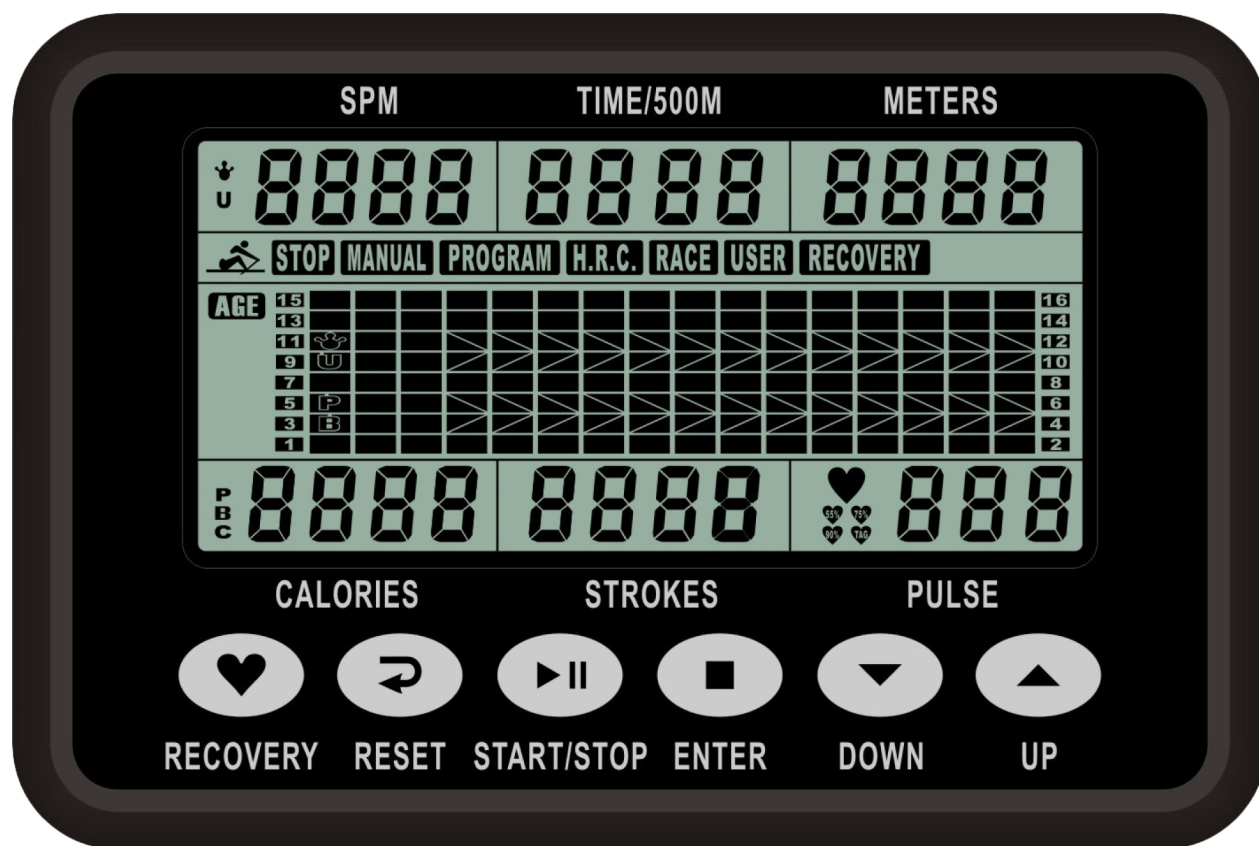 SPM TIME/500M METERS
U 8888 8888 8888
STOP MANUAL PROGRAM H.R.C. RACE USER RECOVERY
AGE 15 16
13 14
11 12
9 U 10
7 8
5 P 6
3 B 4
1 2
P
B
C
8888 8888 888
55% 75%
90% TAG
CALORIES STROKES PULSE
RECOVERY RESET START/STOP ENTER DOWN UP